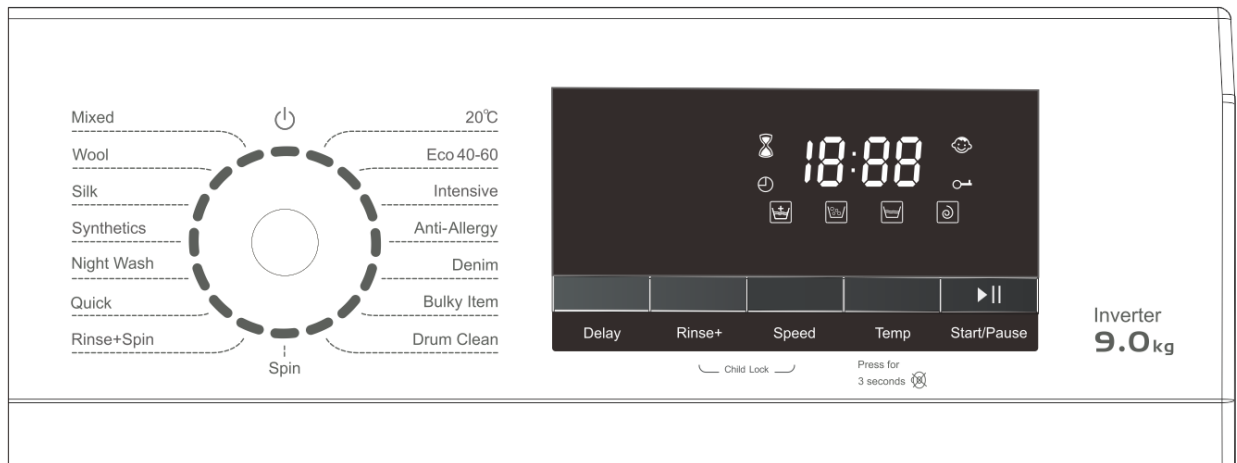 Mixed
Wool
Silk
Synthetics
Night Wash
Quick
Rinse+Spin
Spin
20℃
Eco 40-60
Intensive
Anti-Allergy
Denim
Bulky Item
Drum Clean
18:88
Delay
Rinse+
Speed
Temp
Start/Pause
Child Lock
Press for
3 seconds
Inverter
9.0kg